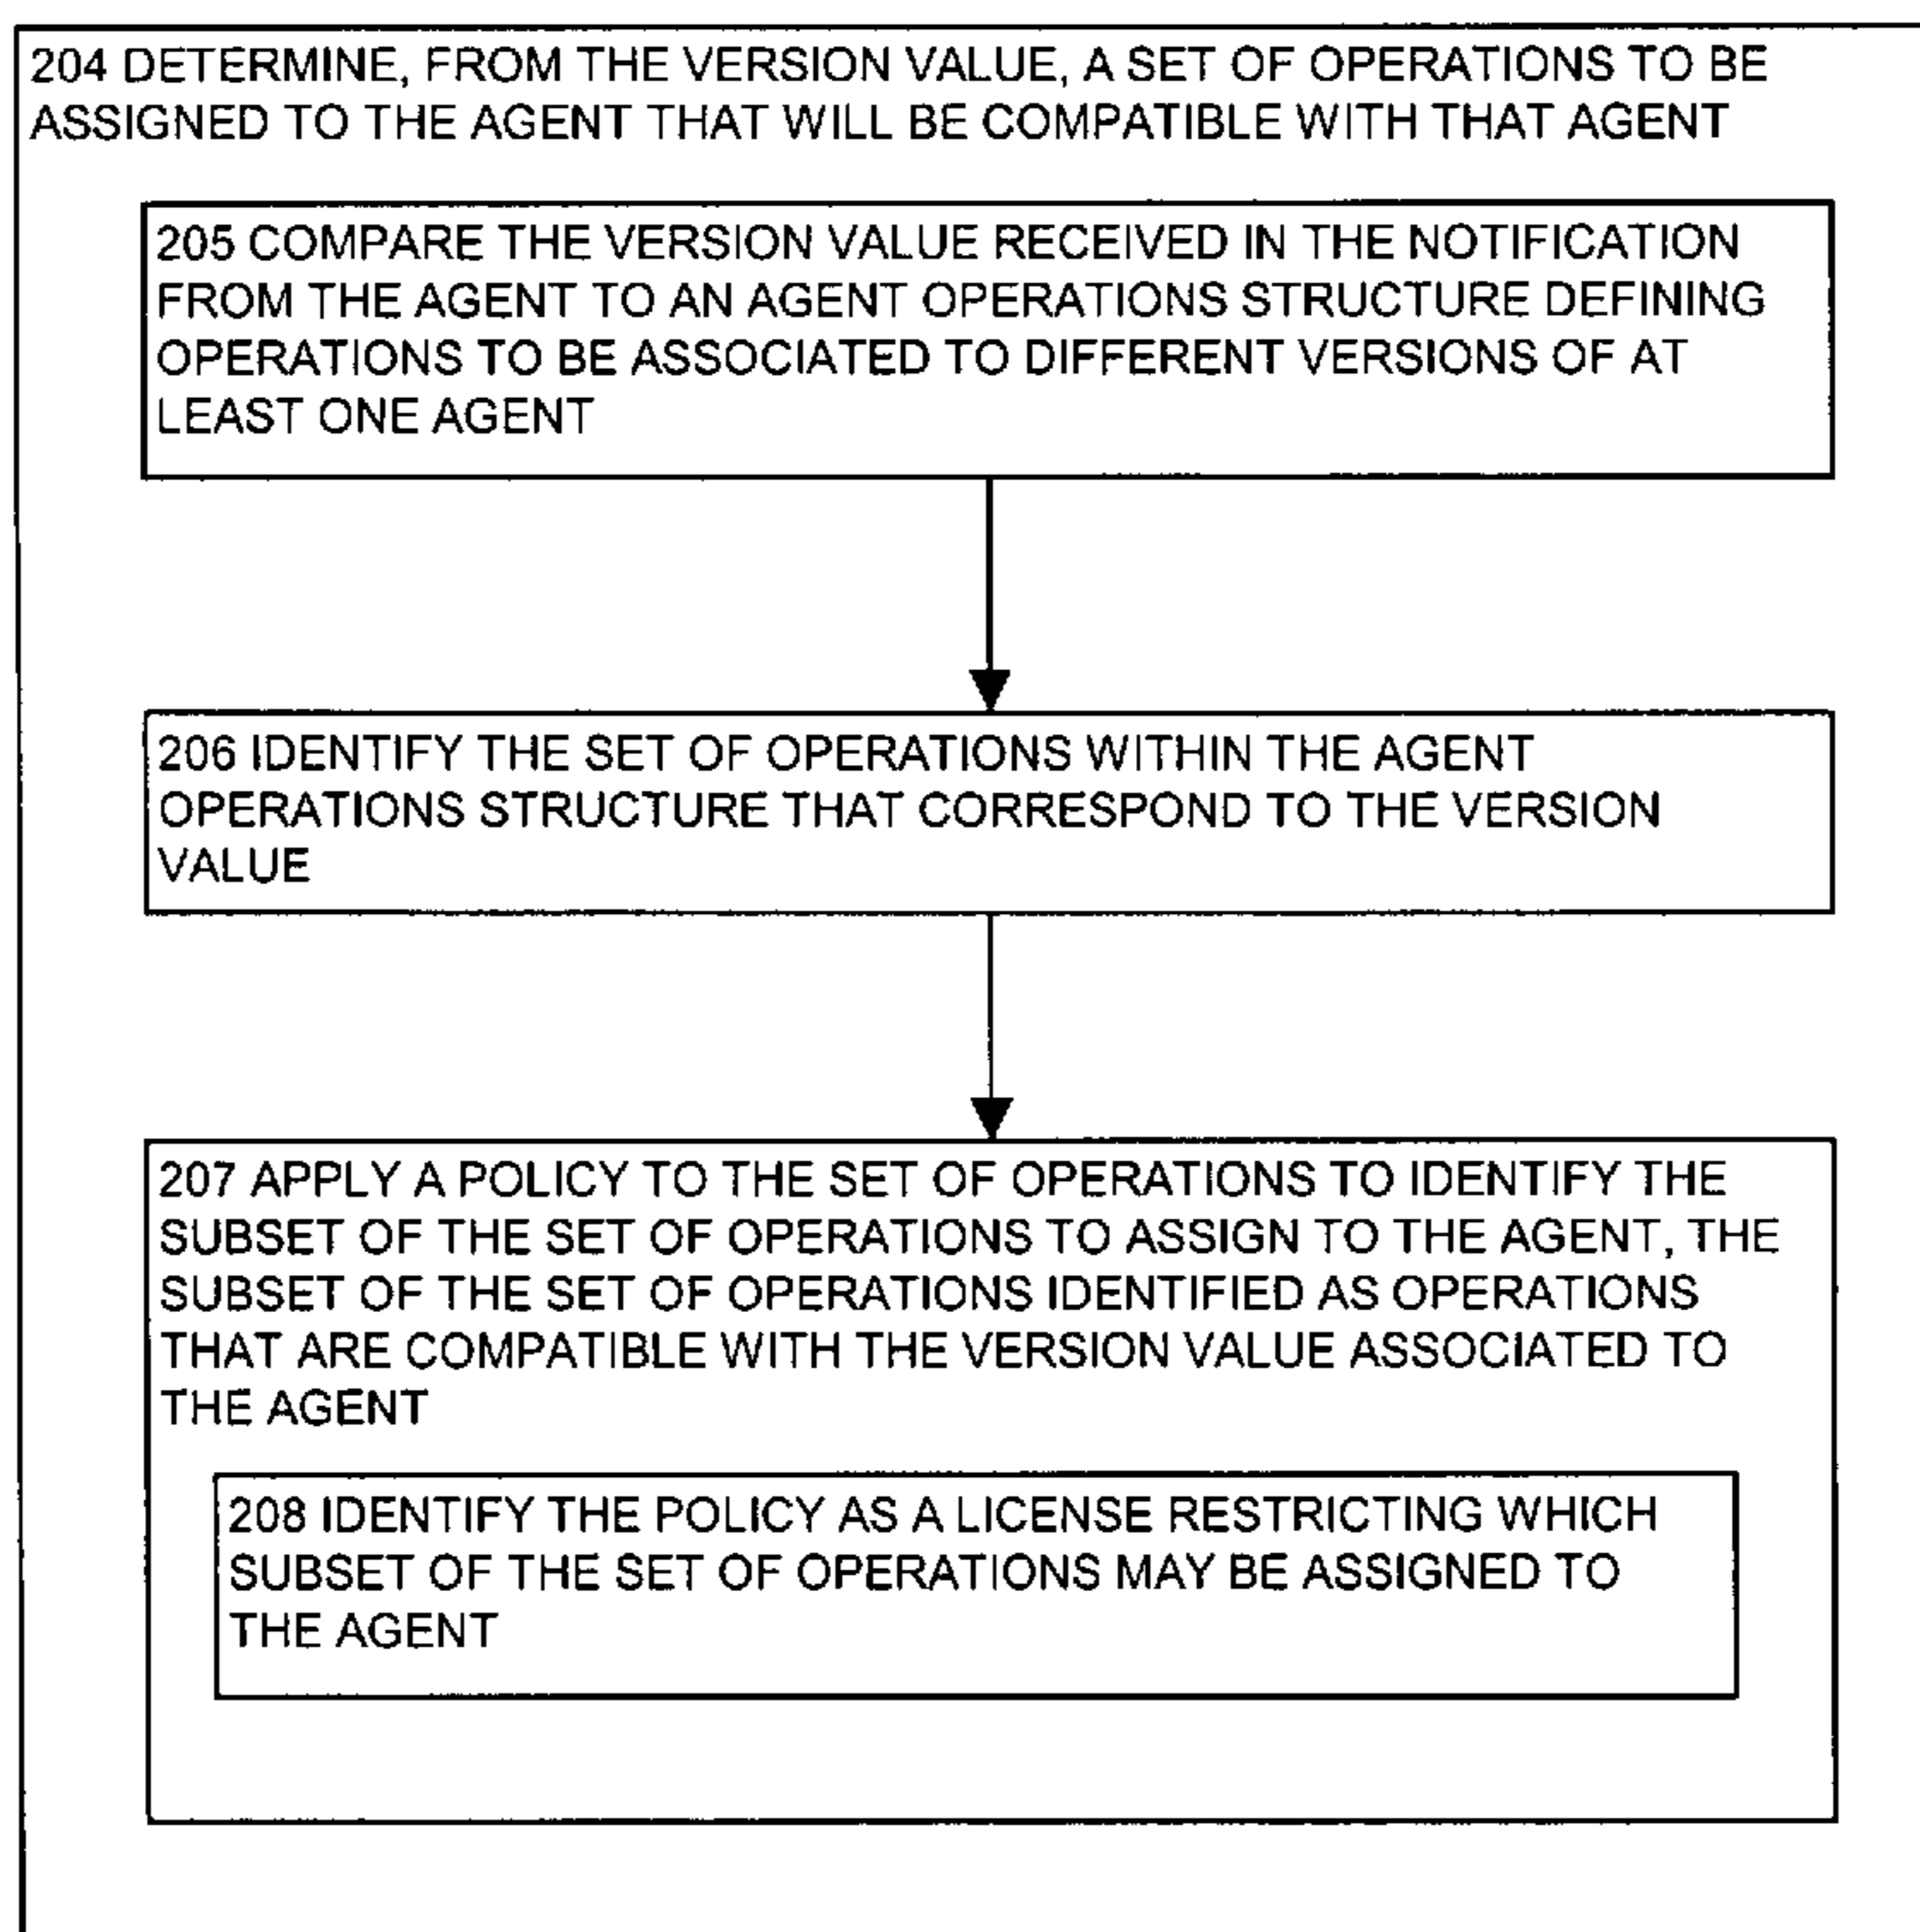 204 DETERMINE, FROM THE VERSION VALUE, A SET OF OPERATIONS TO BE
ASSIGNED TO THE AGENT THAT WILL BE COMPATIBLE WITH THAT AGENT
205 COMPARE THE VERSION VALUE RECEIVED IN THE NOTIFICATION
FROM THE AGENT TO AN AGENT OPERATIONS STRUCTURE DEFINING
OPERATIONS TO BE ASSOCIATED TO DIFFERENT VERSIONS OF AT
LEAST ONE AGENT
206 IDENTIFY THE SET OF OPERATIONS WITHIN THE AGENT
OPERATIONS STRUCTURE THAT CORRESPOND TO THE VERSION
VALUE
207 APPLY A POLICY TO THE SET OF OPERATIONS TO IDENTIFY THE
SUBSET OF THE SET OF OPERATIONS TO ASSIGN TO THE AGENT, THE
SUBSET OF THE SET OF OPERATIONS IDENTIFIED AS OPERATIONS
THAT ARE COMPATIBLE WITH THE VERSION VALUE ASSOCIATED TO
THE AGENT
208 IDENTIFY THE POLICY AS A LICENSE RESTRICTING WHICH
SUBSET OF THE SET OF OPERATIONS MAY BE ASSIGNED TO
THE AGENT